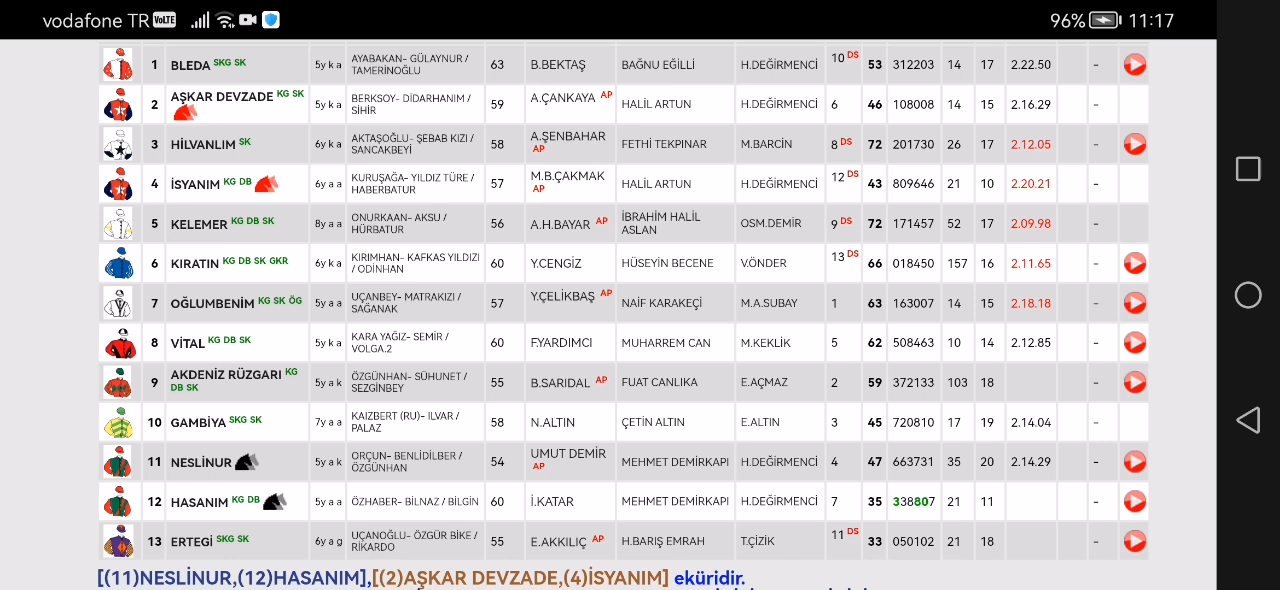 vodafone TR VoLTE 96% 11:17
1 BLEDA SKG SK 5y k a AYABAKAN- GÜLAYNUR / TAMERİNOĞLU 63 B.BEKTAŞ BAĞNU EĞİLLİ H.DEĞİRMENCİ 10 DS 53 312203 14 17 2.22.50 -
2 AŞKAR DEVZADE KG SK 5y k a BERKSOY- DİDARHANIM / SİHİR 59 A.ÇANKAYA AP HALİL ARTUN H.DEĞİRMENCİ 6 46 108008 14 15 2.16.29 -
3 HİLVANLIM SK 6y k a AKTAŞOĞLU- ŞEBAB KIZI / SANCAKBEYİ 58 A.ŞENBAHAR AP FETHİ TEKPINAR M.BARCİN 8 DS 72 201730 26 17 2.12.05 -
4 İSYANIM KG DB 6y a a KURUŞAĞA- YILDIZ TÜRE / HABERBATUR 57 M.B.ÇAKMAK AP HALİL ARTUN H.DEĞİRMENCİ 12 DS 43 809646 21 10 2.20.21 -
5 KELEMER KG DB SK 8y a a ONURKAAN- AKSU / HÜRBATUR 56 A.H.BAYAR AP İBRAHİM HALİL ASLAN OSM.DEMİR 9 DS 72 171457 52 17 2.09.98 -
6 KIRATIN KG DB SK GKR 6y k a KIRIMHAN- KAFKAS YILDIZI / ODİNHAN 60 Y.CENGİZ HÜSEYİN BECENE V.ÖNDER 13 DS 66 018450 157 16 2.11.65 -
7 OĞLUMBENİM KG SK ÖG 5y a a UÇANBEY- MATRAKIZI / SAĞANAK 57 Y.ÇELİKBAŞ AP NAİF KARAKEÇİ M.A.SUBAY 1 63 163007 14 15 2.18.18 -
8 VİTAL KG DB SK 5y k a KARA YAĞIZ- SEMİR / VOLGA.2 60 F.YARDIMCI MUHARREM CAN M.KEKLİK 5 62 508463 10 14 2.12.85 -
9 AKDENİZ RÜZGARI KG DB SK 5y a k ÖZGÜNHAN- SÜHUNET / SEZGİNBEY 55 B.SARIDAL AP FUAT CANLIKA E.AÇMAZ 2 59 372133 103 18 -
10 GAMBİYA SKG SK 7y a a KAIZBERT (RU)- ILVAR / PALAZ 58 N.ALTIN ÇETİN ALTIN E.ALTIN 3 45 720810 17 19 2.14.04 -
11 NESLİNUR 5y a k ORÇUN- BENLİDİLBER / ÖZGÜNHAN 54 UMUT DEMİR AP MEHMET DEMİRKAPI H.DEĞİRMENCİ 4 47 663731 35 20 2.14.29 -
12 HASANIM KG DB 5y a a ÖZHABER- BİLNAZ / BİLGİN 60 İ.KATAR MEHMET DEMİRKAPI H.DEĞİRMENCİ 7 35 338807 21 11 -
13 ERTEGİ SKG SK 6y a g UÇANOĞLU- ÖZGÜR BİKE / RİKARDO 55 E.AKKILIÇ AP H.BARIŞ EMRAH T.ÇİZİK 11 DS 33 050102 21 18 -
[(11)NESLİNUR,(12)HASANIM],[(2)AŞKAR DEVZADE,(4)İSYANIM] eküridir.